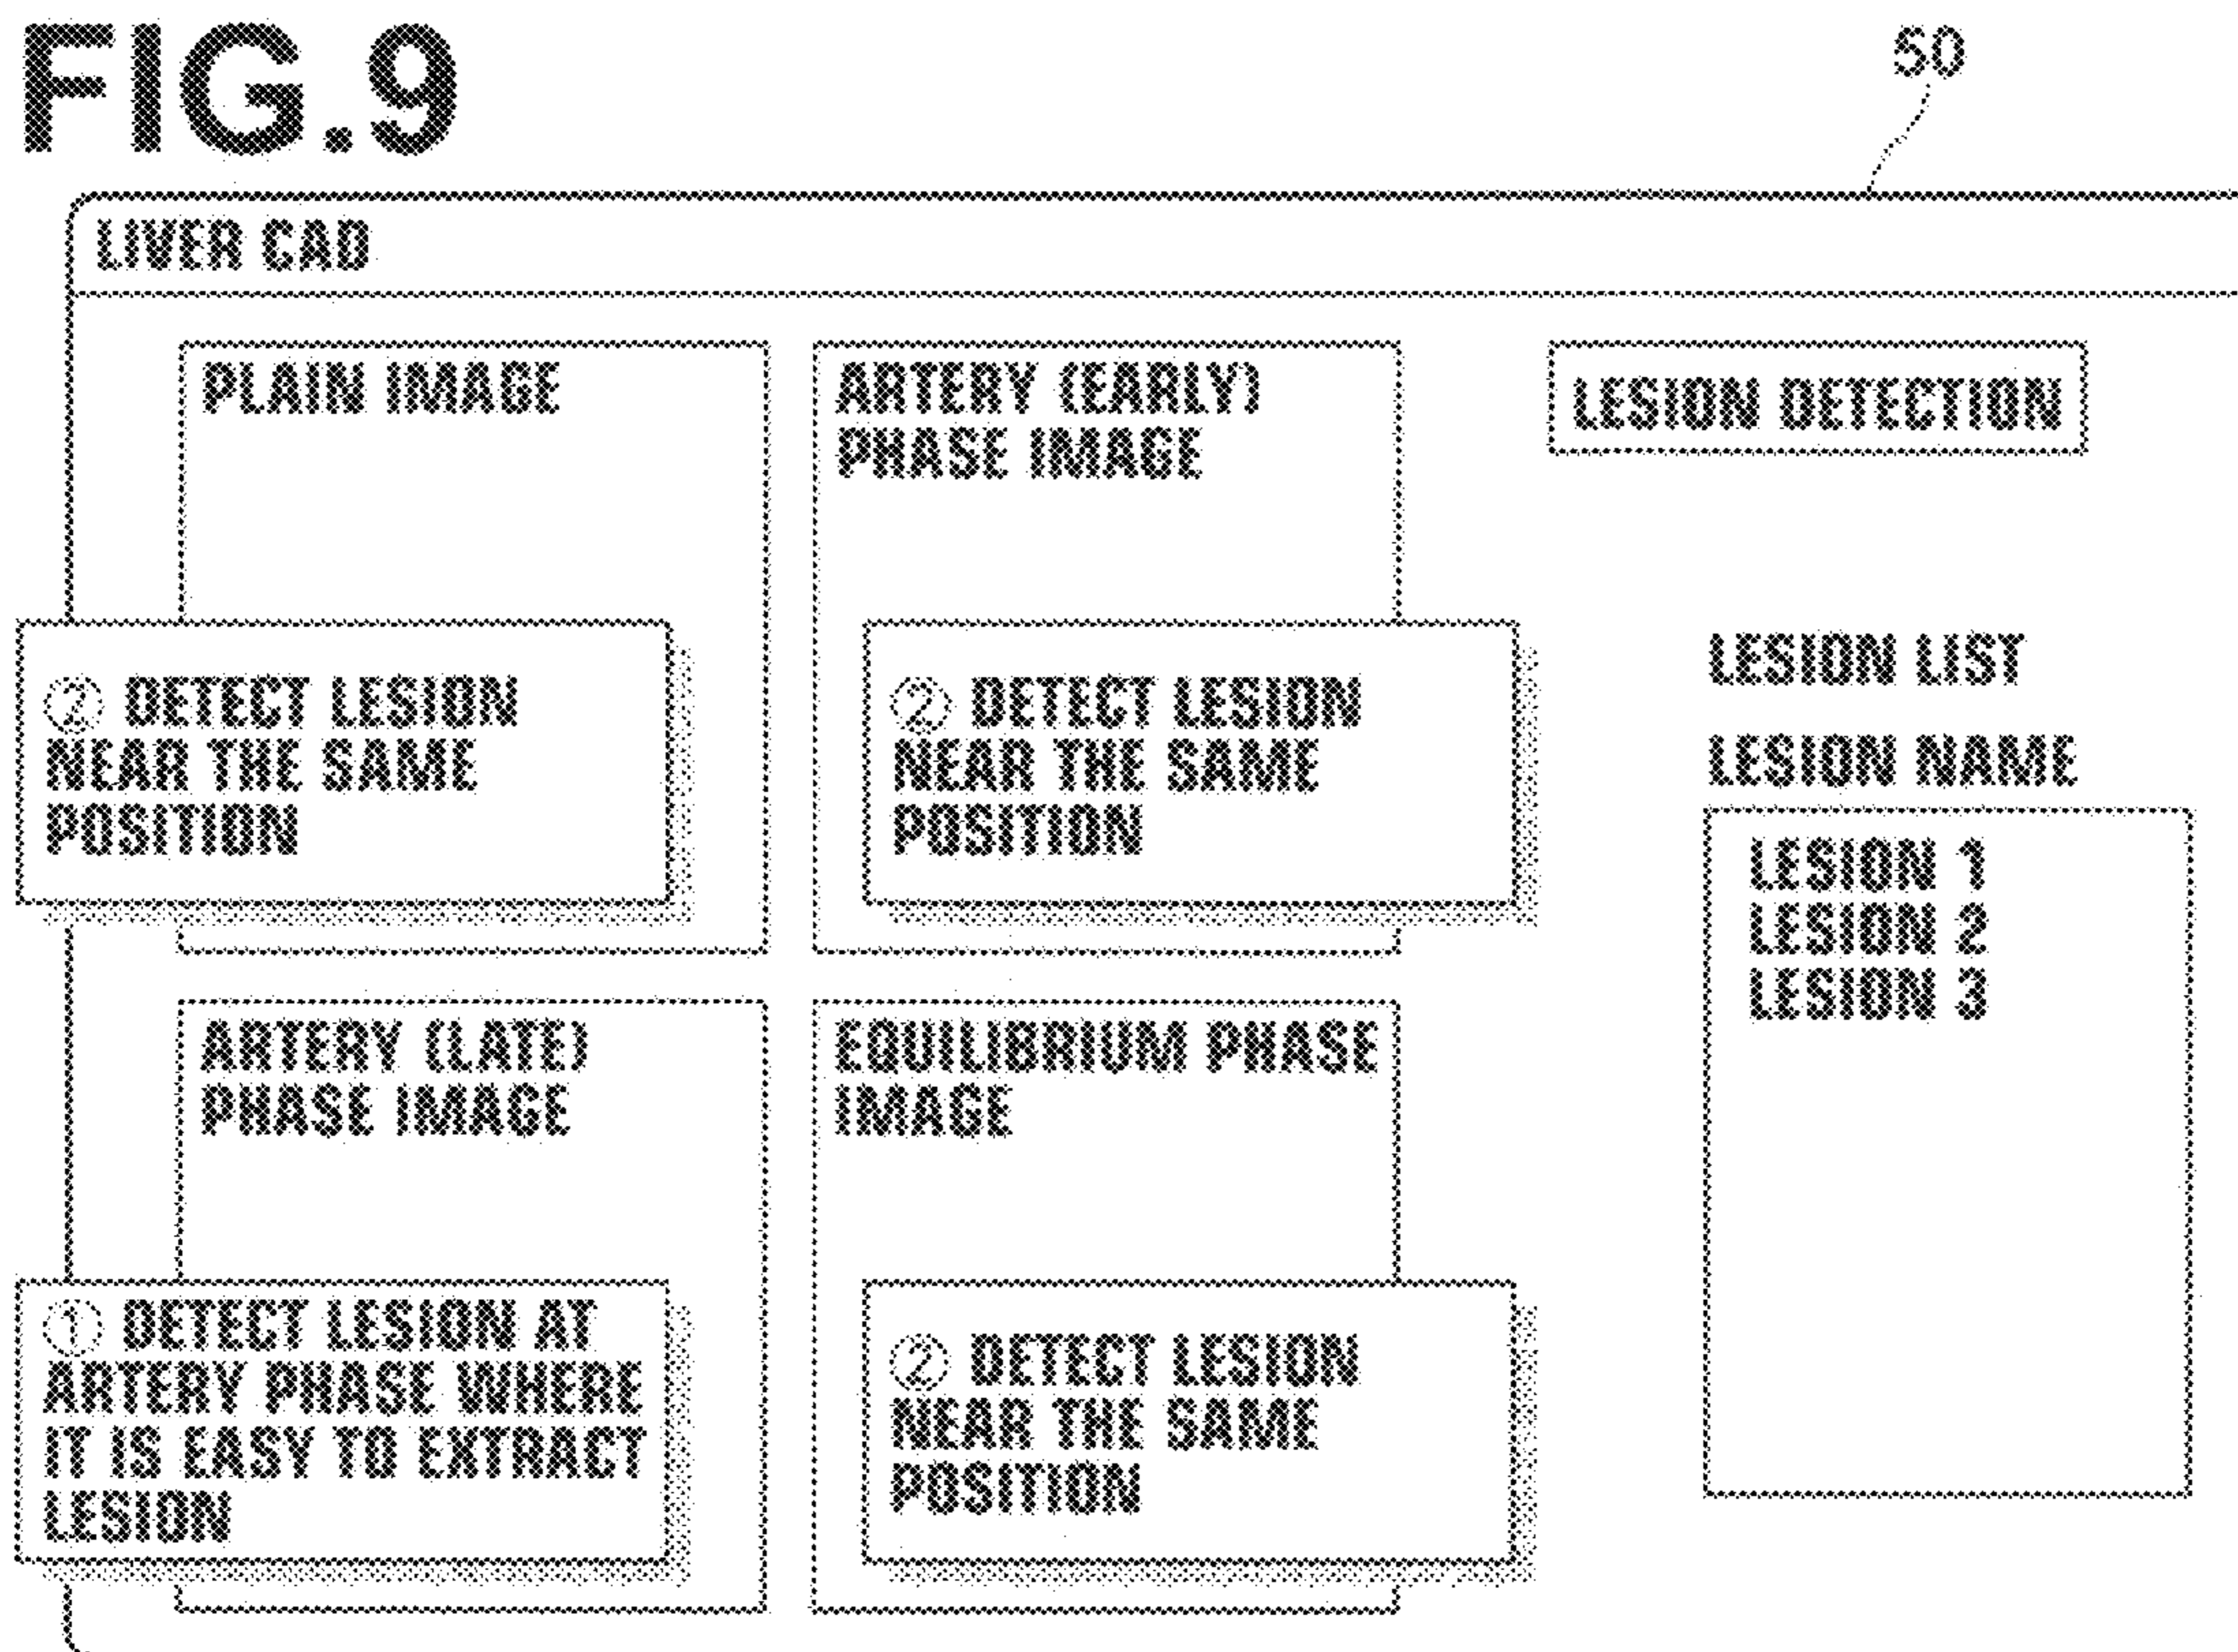 FIG.9
50
LIVER CAD
PLAIN IMAGE
② DETECT LESION
NEAR THE SAME
POSITION
ARTERY (EARLY)
PHASE IMAGE
② DETECT LESION
NEAR THE SAME
POSITION
ARTERY (LATE)
PHASE IMAGE
① DETECT LESION AT
ARTERY PHASE WHERE
IT IS EASY TO EXTRACT
LESION
EQUILIBRIUM PHASE
IMAGE
② DETECT LESION
NEAR THE SAME
POSITION
LESION DETECTION
LESION LIST
LESION NAME
LESION 1
LESION 2
LESION 3